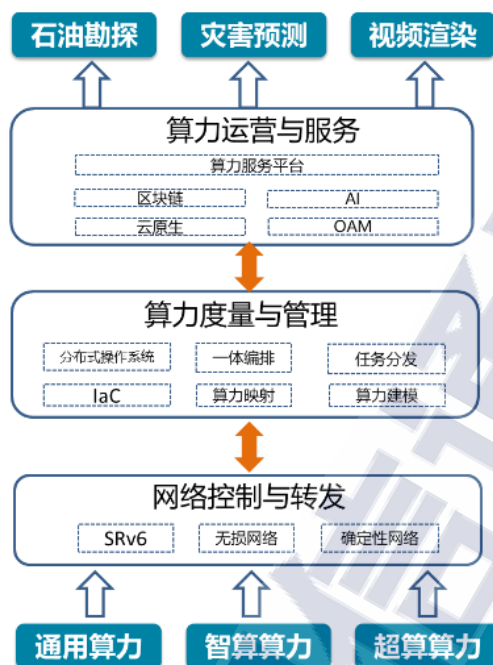 石油勘探 灾害预测 视频渲染
算力运营与服务
算力服务平台
区块链 AI
云原生 OAM
算力度量与管理
分布式操作系统 一体编排 任务分发
IaC 算力映射 算力建模
网络控制与转发
SRv6 无损网络 确定性网络
通用算力 智算算力 超算算力